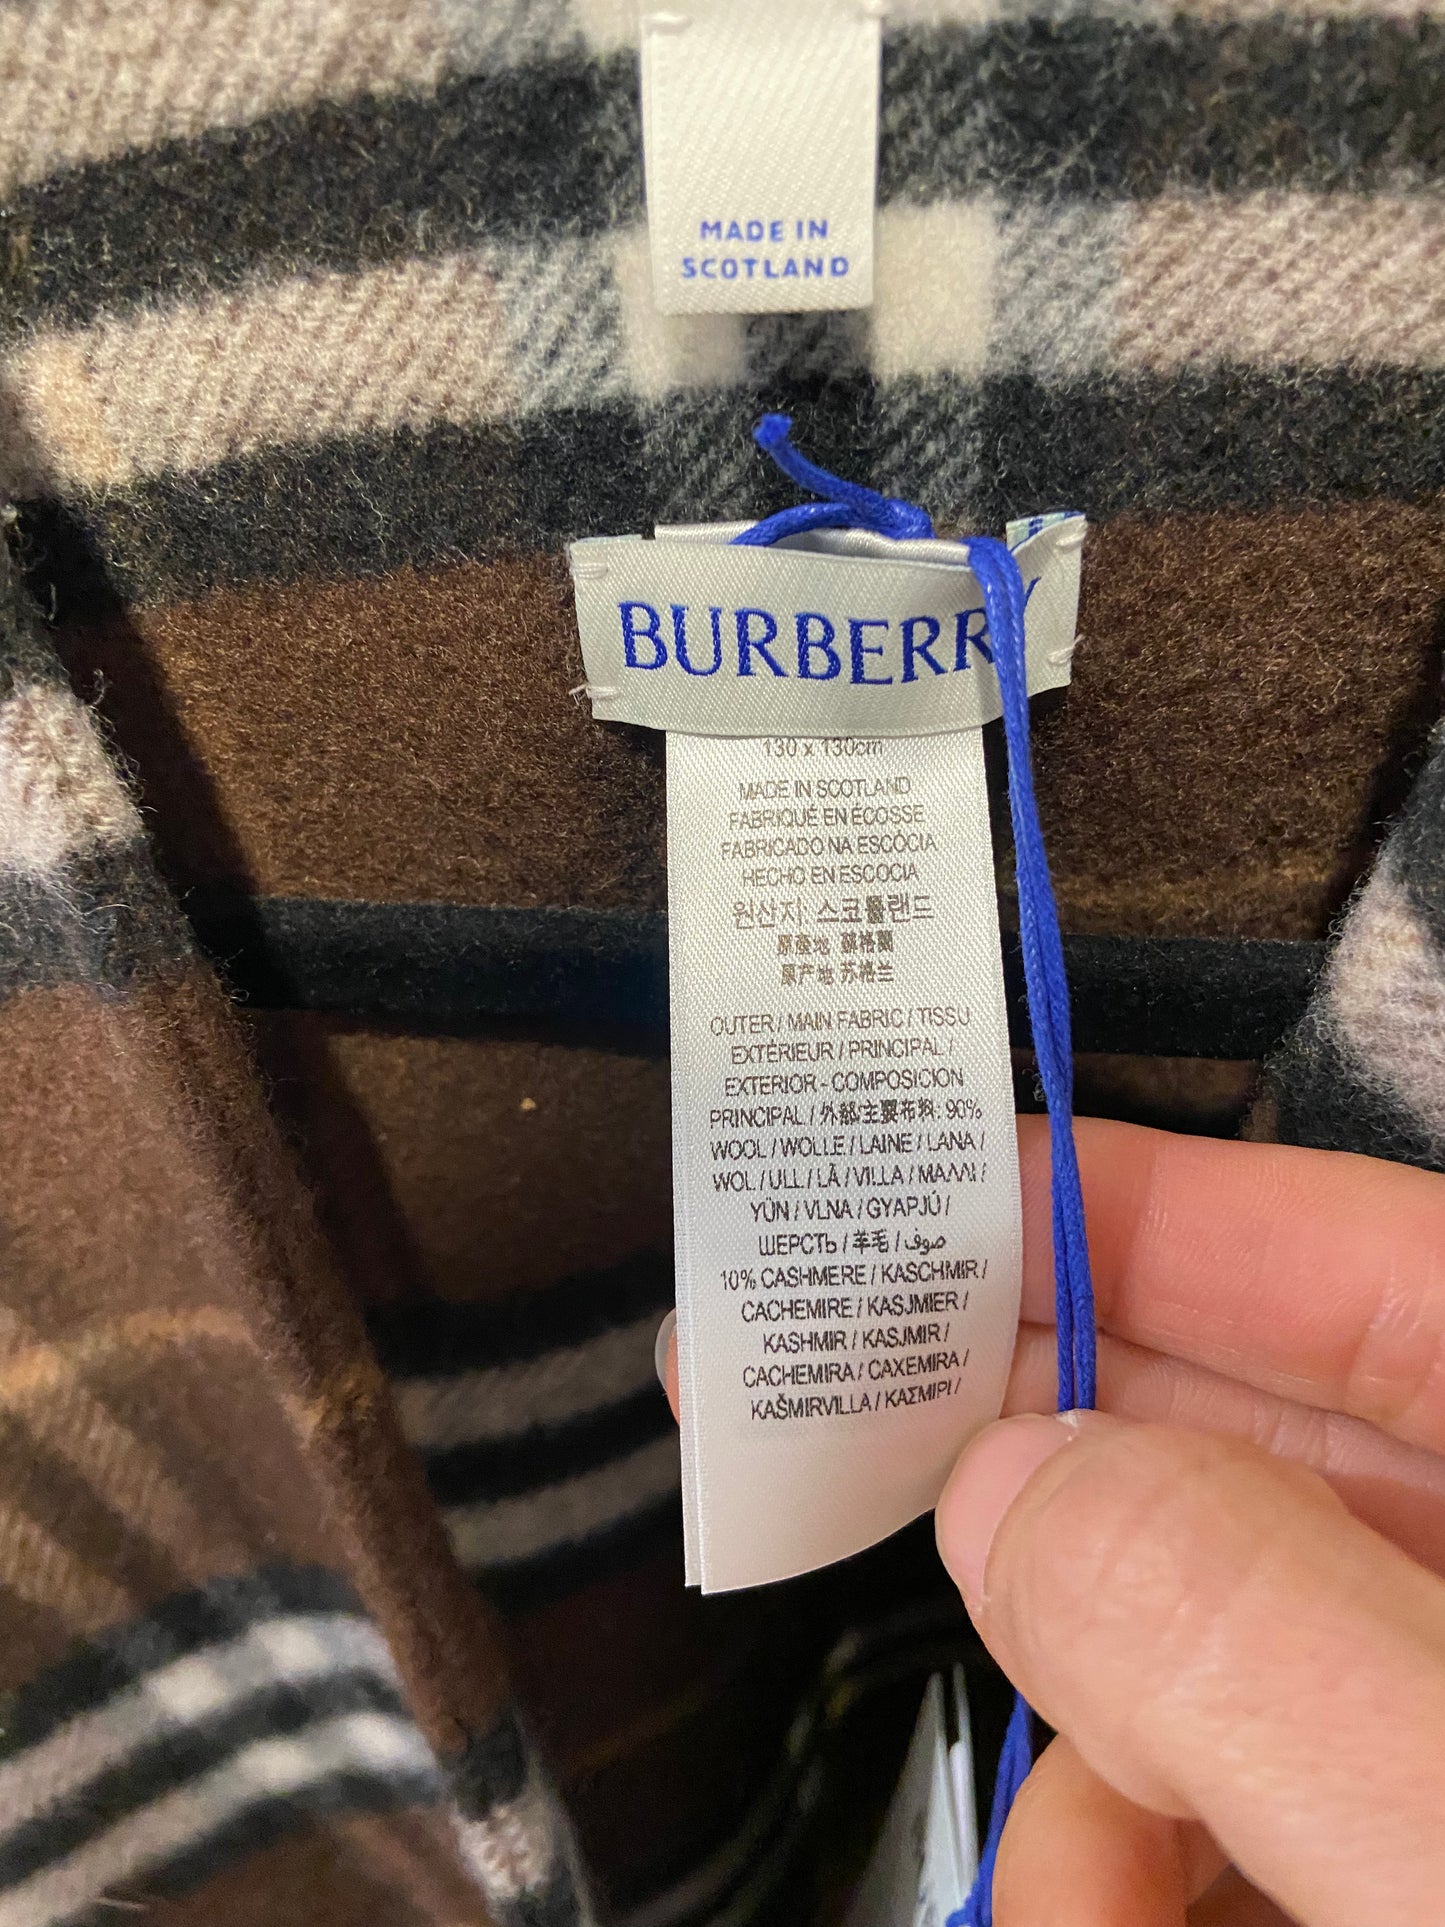 MADE IN
SCOTLAND
BURBERRY
130 x 130cm
MADE IN SCOTLAND
FABRIQUÉ EN ÉCOSSE
FABRICADO NA ESCÓCIA
HECHO EN ESCOCIA
원산지: 스코틀랜드
原產地 蘇格蘭
原产地 苏格兰
OUTER / MAIN FABRIC / TISSU
EXTÉRIEUR / PRINCIPAL /
EXTERIOR - COMPOSICION
PRINCIPAL / 外部/主要布料: 90%
WOOL / WOLLE / LAINE / LANA /
WOL / ULL / LÃ / VILLA / ΜΑΛΛΙ /
YÜN / VLNA / GYAPJÚ /
ШЕРСТЬ / 羊毛 / صوف
10% CASHMERE / KASCHMIR /
CACHEMIRE / KASJMIER /
KASHMIR / KASJMIR /
CACHEMIRA / CAXEMIRA /
KAŠMIRVILLA / ΚΑΣΜΙΡΙ /